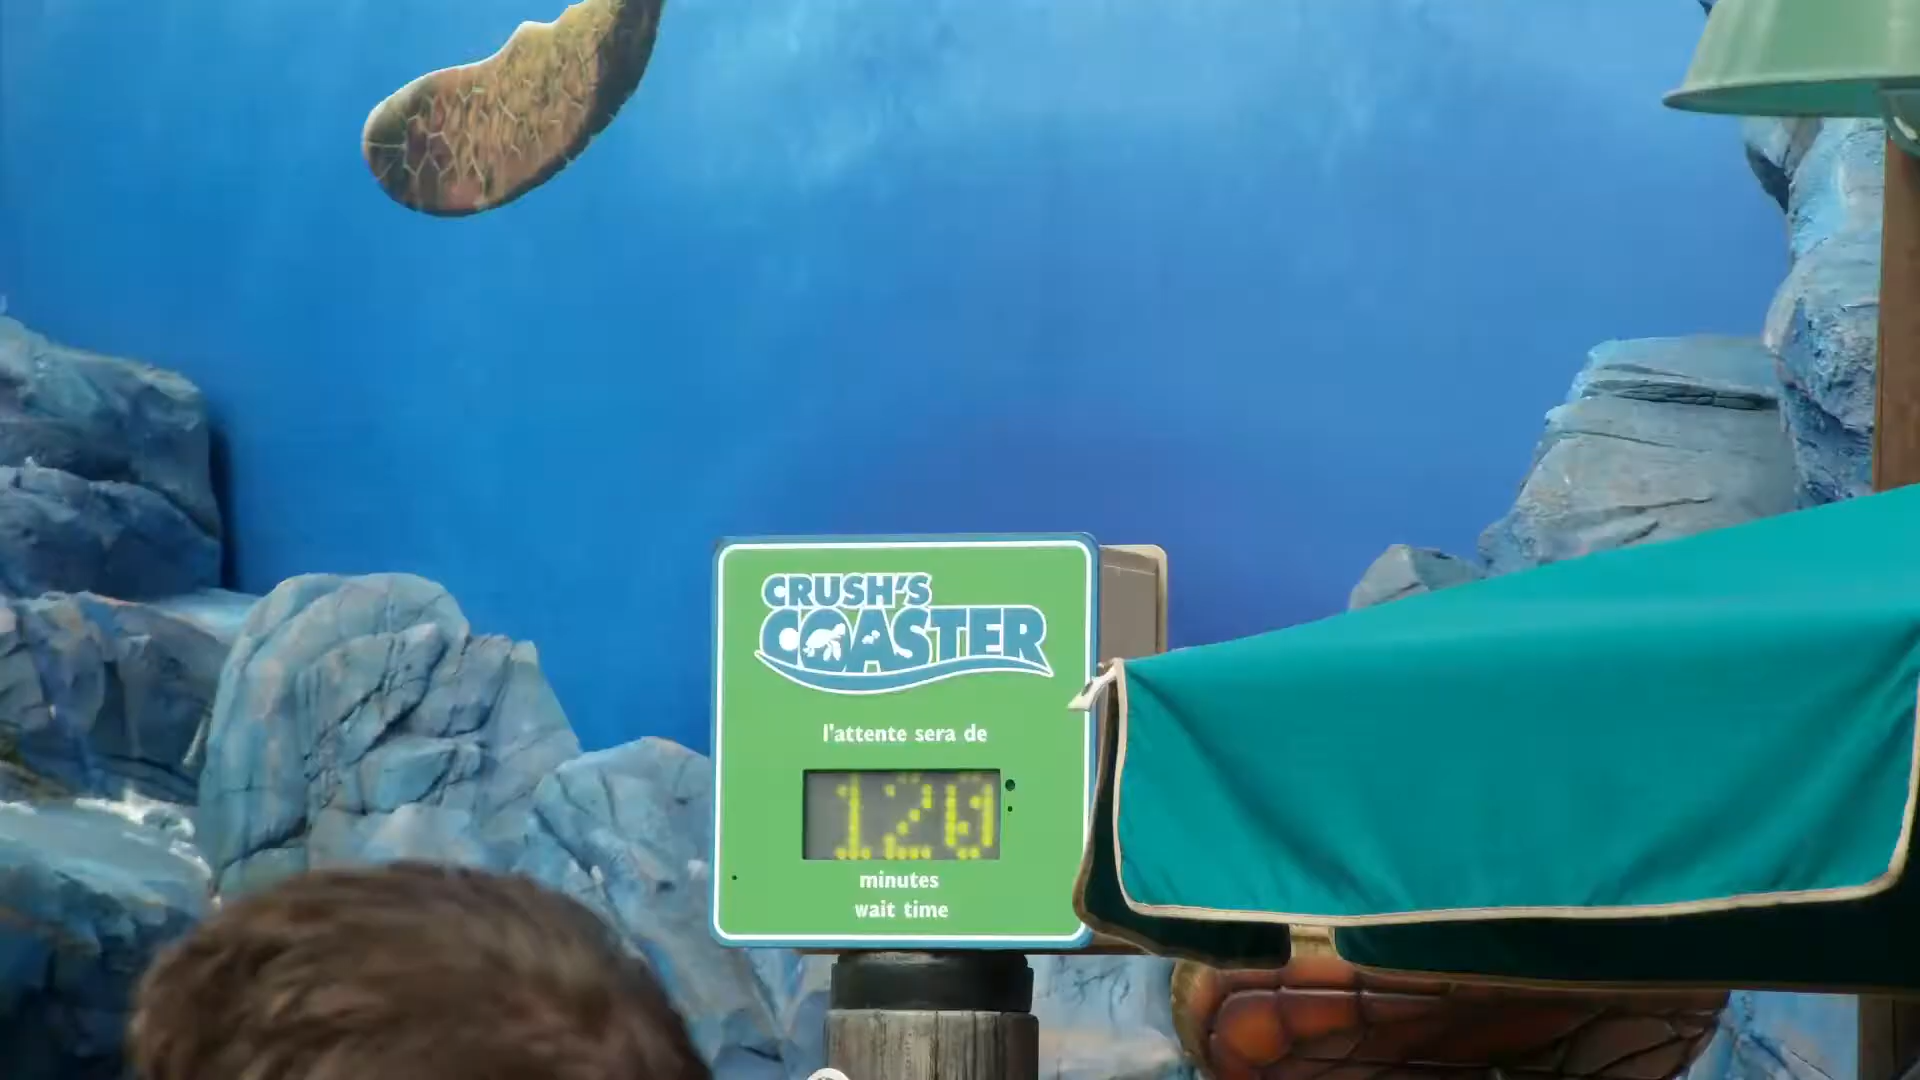 CRUSH'S
COASTER
l'attente sera de
120
minutes
wait time